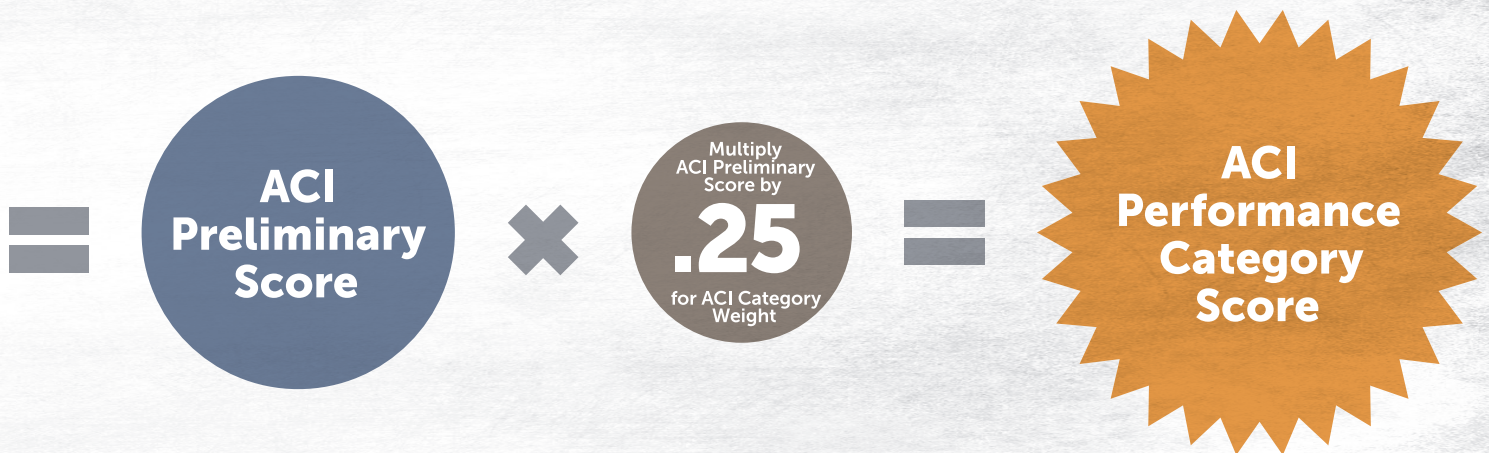 =
ACI
Preliminary
Score
×
Multiply
ACI Preliminary
Score by
.25
for ACI Category
Weight
=
ACI
Performance
Category
Score